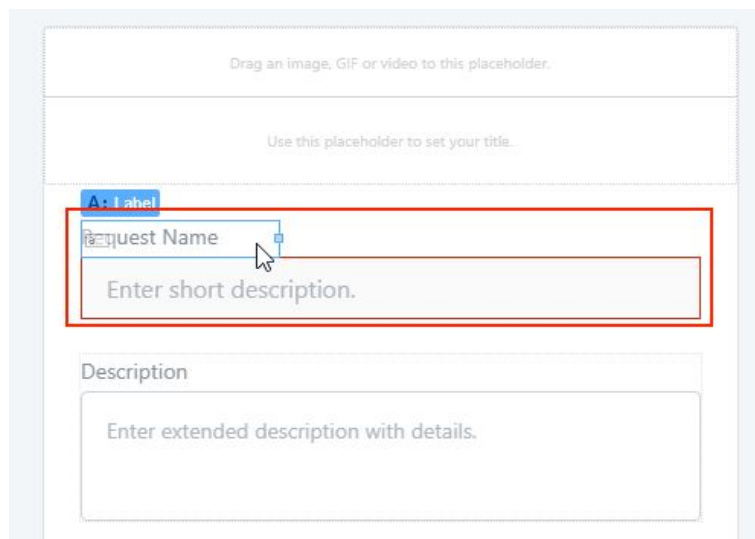 Drag an image, GIF or video to this placeholder.
Use this placeholder to set your title.
A: Label
Request Name
Enter short description.
Description
Enter extended description with details.